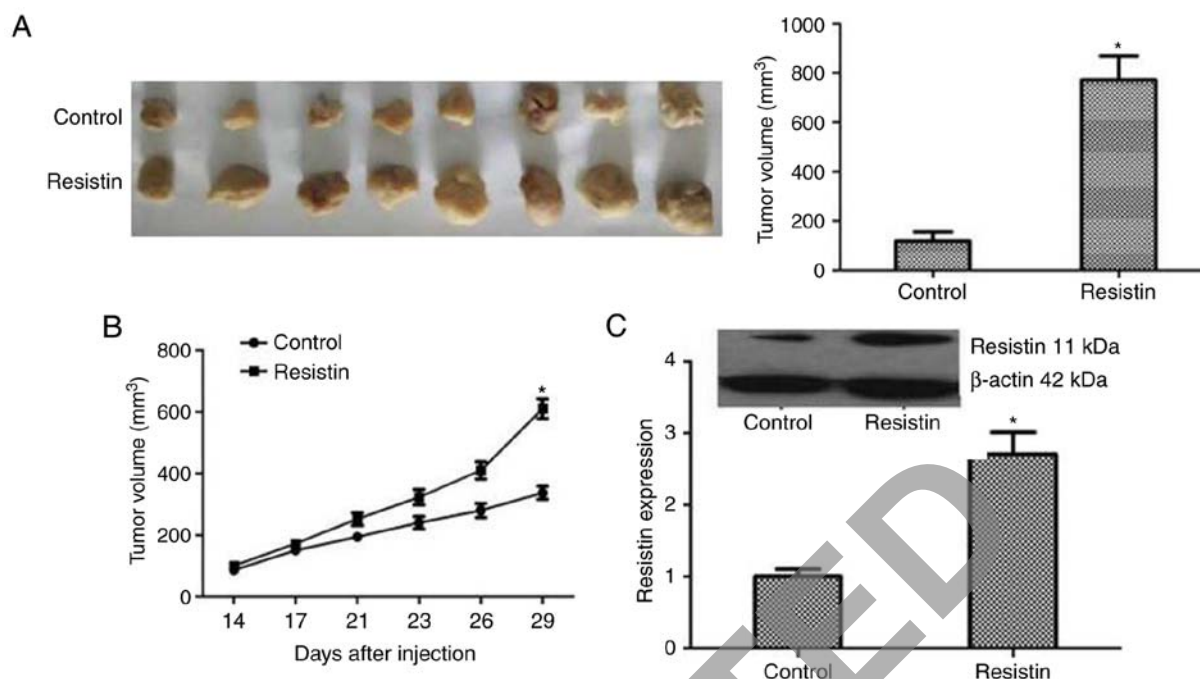 A
Control
Resistin
Tumor volume (mm³)
1000
800
600
400
200
0
*
Control
Resistin
B
Control
Resistin
Tumor volume (mm³)
800
600
400
200
0
*
14 17 21 23 26 29
Days after injection
C
Resistin 11 kDa
β-actin 42 kDa
Control Resistin
Resistin expression
4
3
2
1
0
*
Control
Resistin
TED